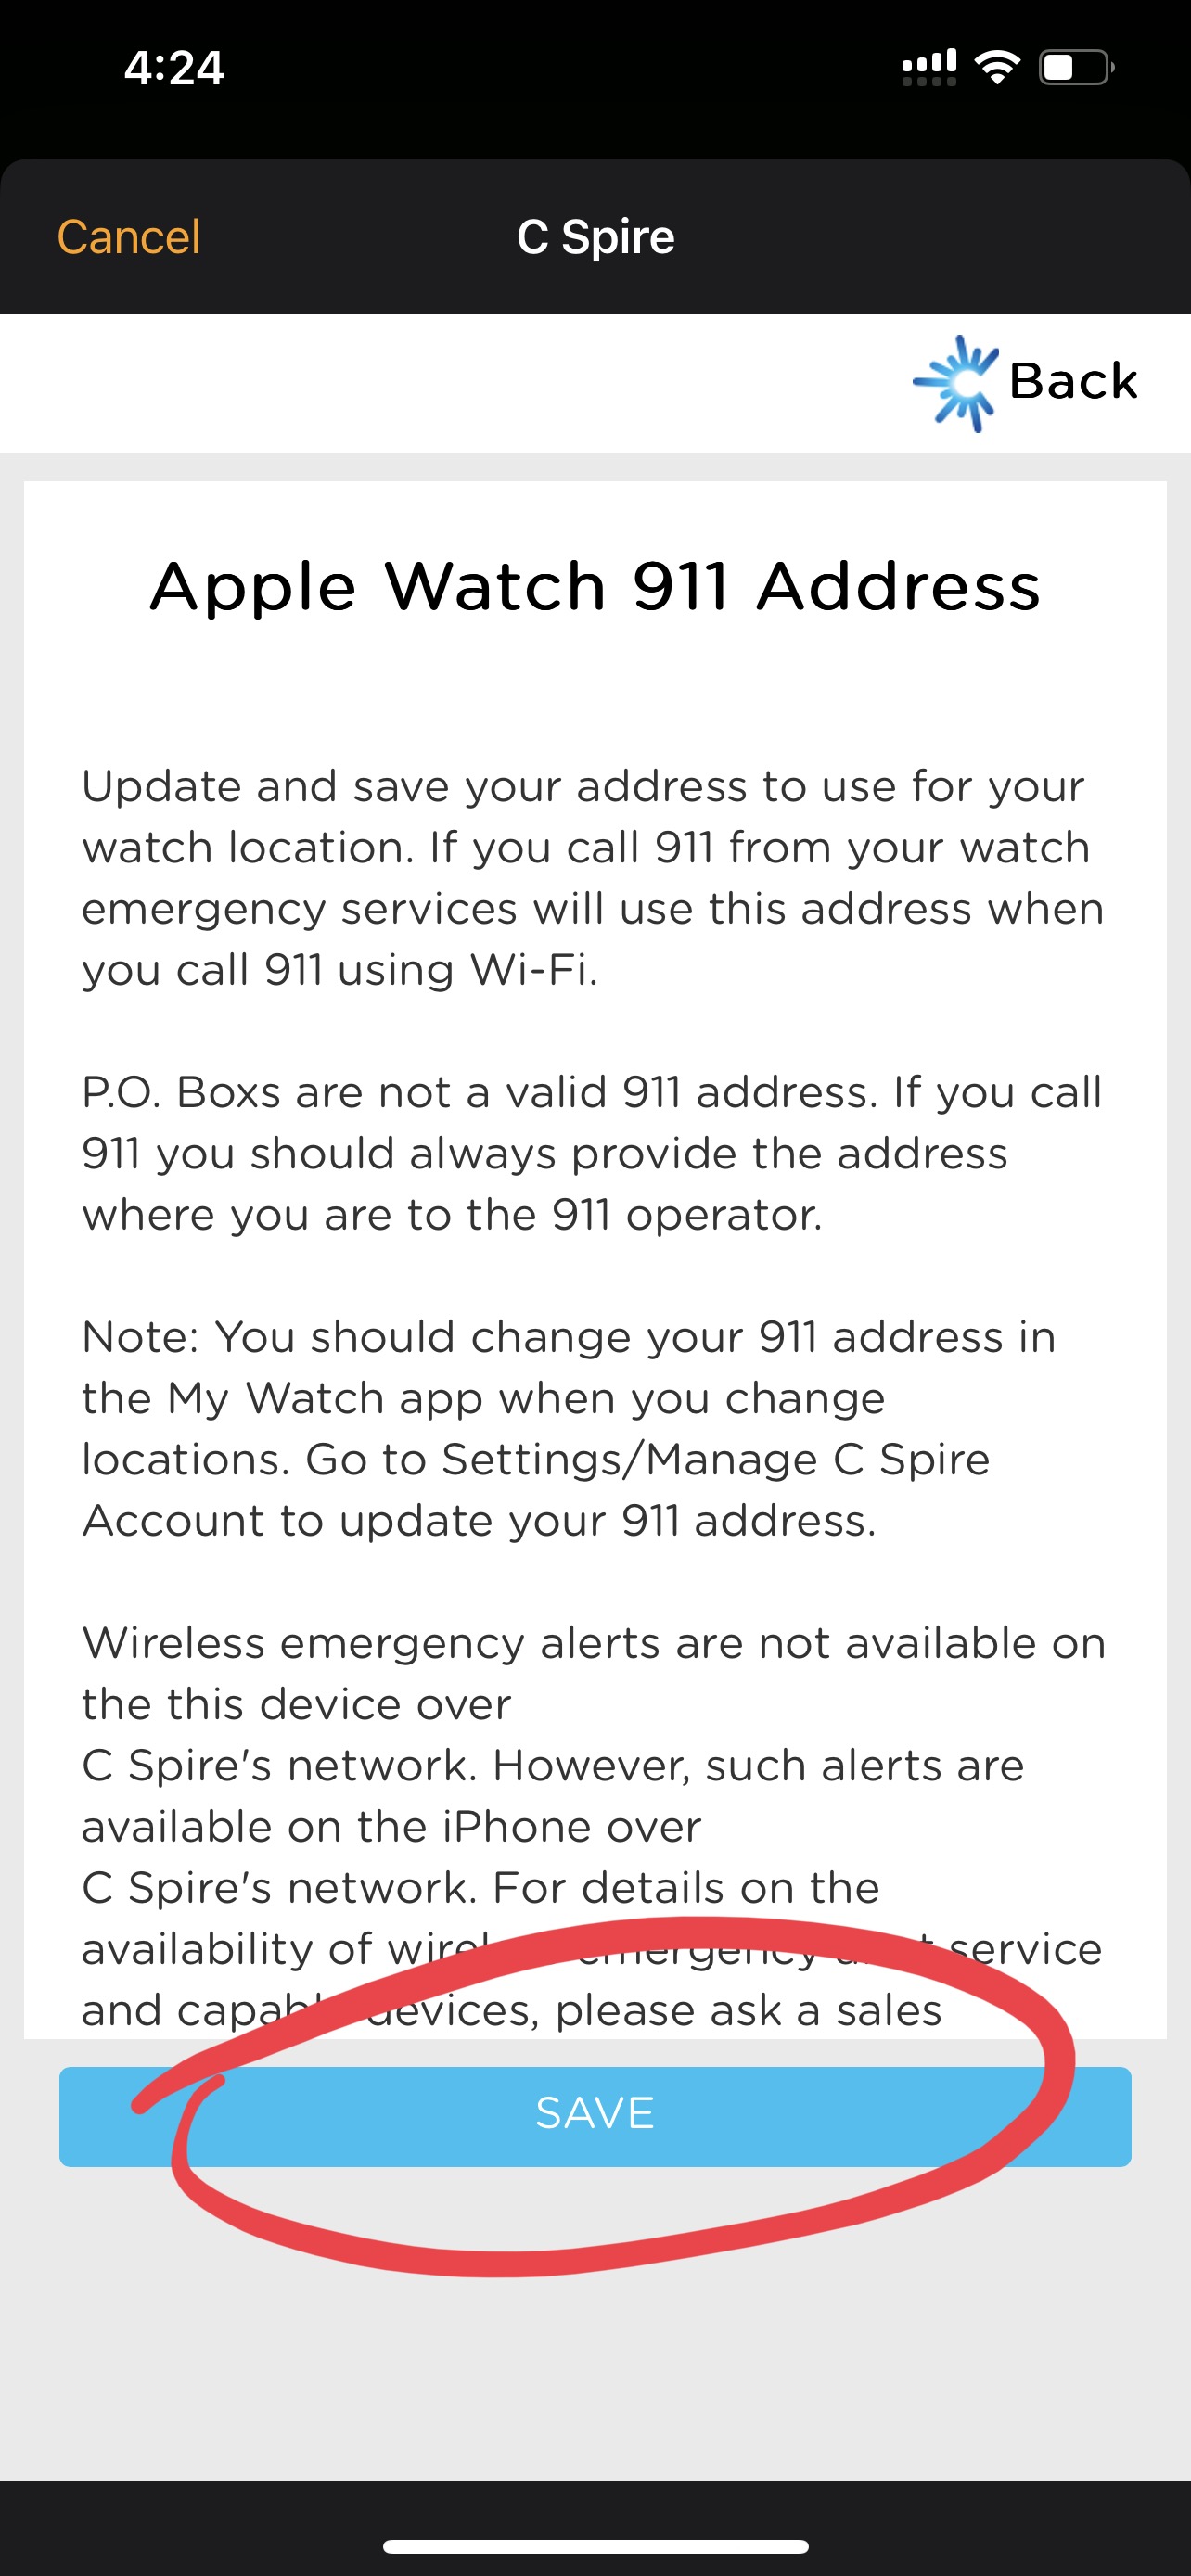 4:24
Cancel
C Spire
Back
Apple Watch 911 Address
Update and save your address to use for your
watch location. If you call 911 from your watch
emergency services will use this address when
you call 911 using Wi-Fi.
P.O. Boxs are not a valid 911 address. If you call
911 you should always provide the address
where you are to the 911 operator.
Note: You should change your 911 address in
the My Watch app when you change
locations. Go to Settings/Manage C Spire
Account to update your 911 address.
Wireless emergency alerts are not available on
the this device over
C Spire's network. However, such alerts are
available on the iPhone over
C Spire's network. For details on the
availability of emergency service
and devices, please ask a sales
SAVE